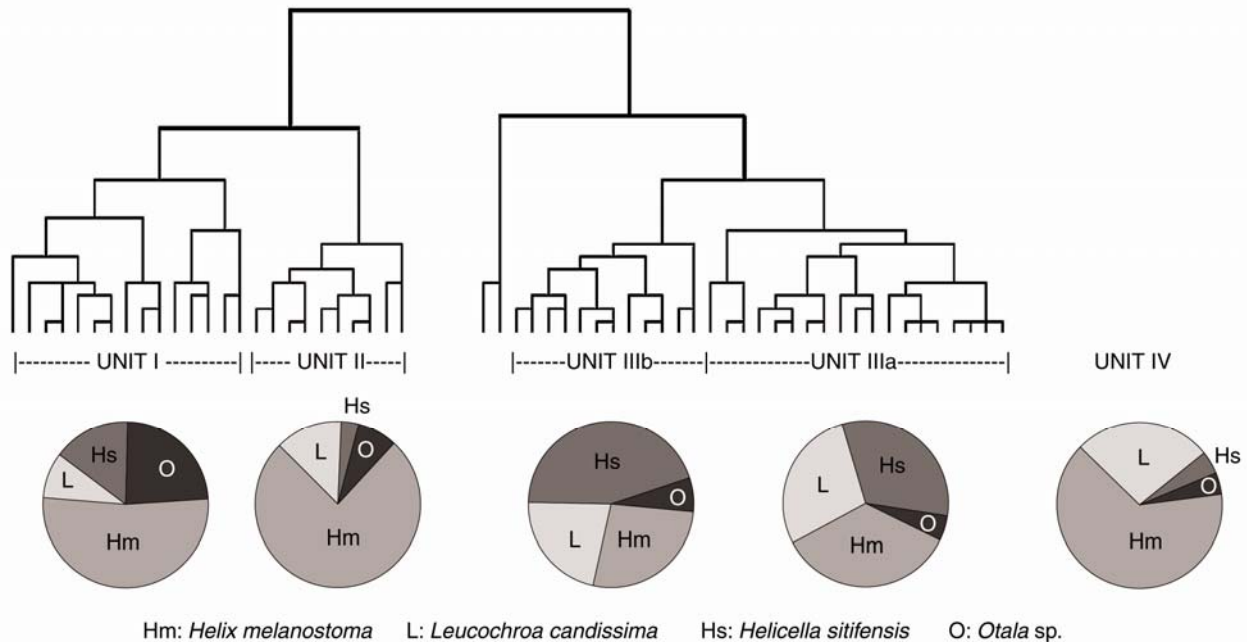 |---------- UNIT I ----------| |---- UNIT II-----| |------UNIT IIIb------|-----------UNIT IIIa-----------| UNIT IV
Hs O L Hm
Hs L O Hm
Hs O L Hm
Hs L O Hm
L Hs O Hm
Hm: Helix melanostoma L: Leucochroa candissima Hs: Helicella sitifensis O: Otala sp.